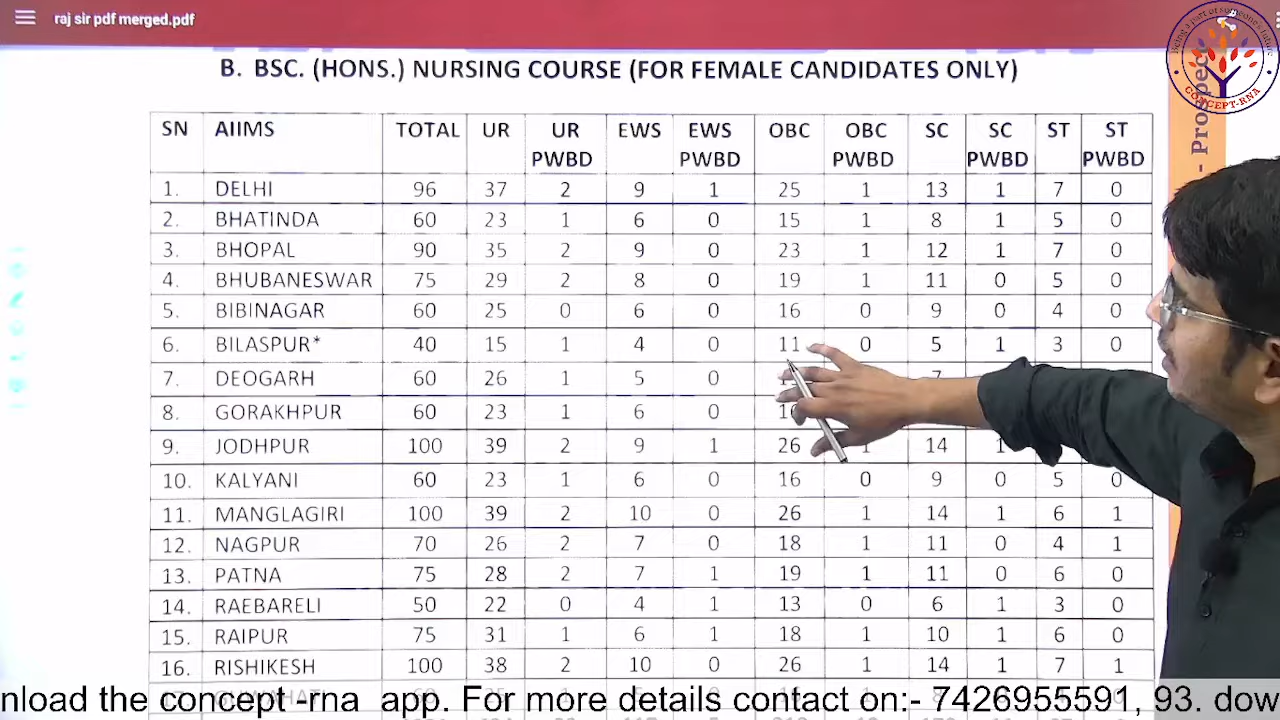 raj sir pdf merged.pdf
B. BSC. (HONS.) NURSING COURSE (FOR FEMALE CANDIDATES ONLY)
SN AIIMS TOTAL UR UR PWBD EWS EWS PWBD OBC OBC PWBD SC SC PWBD ST ST PWBD
1. DELHI 96 37 2 9 1 25 1 13 1 7 0
2. BHATINDA 60 23 1 6 0 15 1 8 1 5 0
3. BHOPAL 90 35 2 9 0 23 1 12 1 7 0
4. BHUBANESWAR 75 29 2 8 0 19 1 11 0 5 0
5. BIBINAGAR 60 25 0 6 0 16 0 9 0 4 0
6. BILASPUR* 40 15 1 4 0 11 0 5 1 3 0
7. DEOGARH 60 26 1 5 0
8. GORAKHPUR 60 23 1 6 0
9. JODHPUR 100 39 2 9 1 26 14
10. KALYANI 60 23 1 6 0 16 0 9 0 5 0
11. MANGLAGIRI 100 39 2 10 0 26 1 14 1 6 1
12. NAGPUR 70 26 2 7 0 18 1 11 0 4 1
13. PATNA 75 28 2 7 1 19 1 11 0 6 0
14. RAEBARELI 50 22 0 4 1 13 0 6 1 3 0
15. RAIPUR 75 31 1 6 1 18 1 10 1 6 0
16. RISHIKESH 100 38 2 10 0 26 1 14 1 7 1
nload the concept -rna app. For more details contact on:- 7426955591, 93. dow
Being a part of someone's future
CONCEPT-RNA
- Prospec